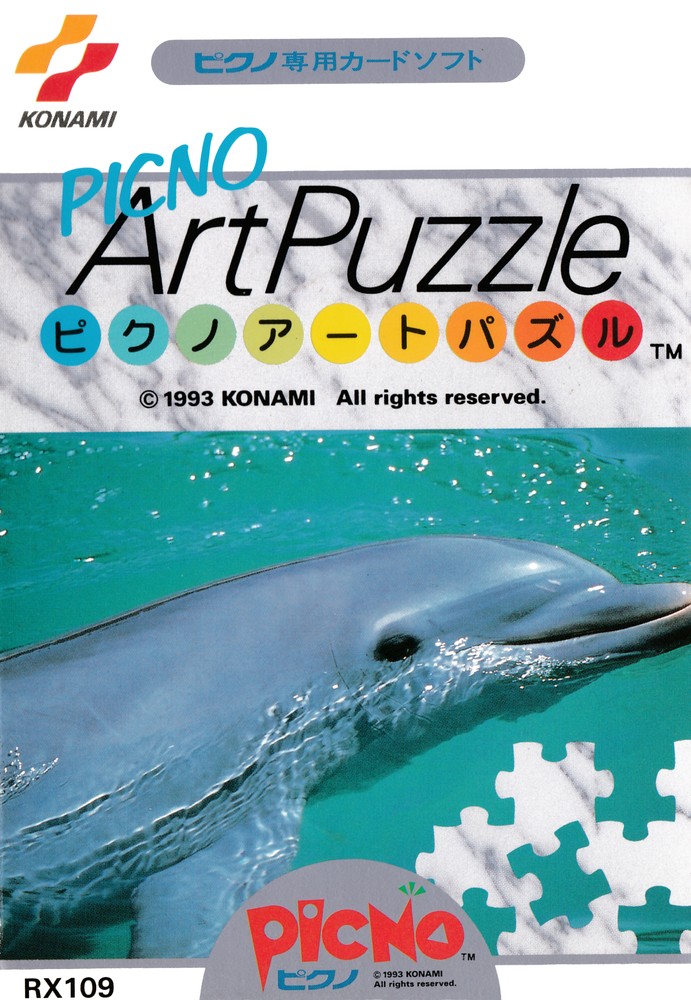 KONAMI
ピクノ専用カードソフト
PICNO
ArtPuzzle
ピクノアートパズル TM
© 1993 KONAMI All rights reserved.
PiCNO TM
ピクノ
© 1993 KONAMI
All rights reserved.
RX109